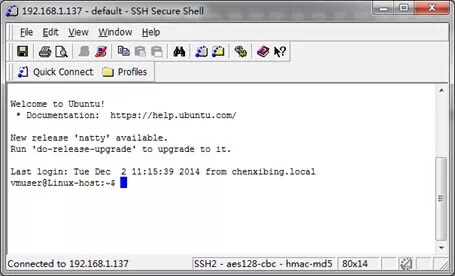 192.168.1.137 - default - SSH Secure Shell
File Edit View Window Help
Quick Connect Profiles
Welcome to Ubuntu!
* Documentation: https://help.ubuntu.com/
New release 'natty' available.
Run 'do-release-upgrade' to upgrade to it.
Last login: Tue Dec 2 11:15:39 2014 from chenxibing.local
vmuser@Linux-host:~$
Connected to 192.168.1.137 SSH2 - aes128-cbc - hmac-md5 80x14